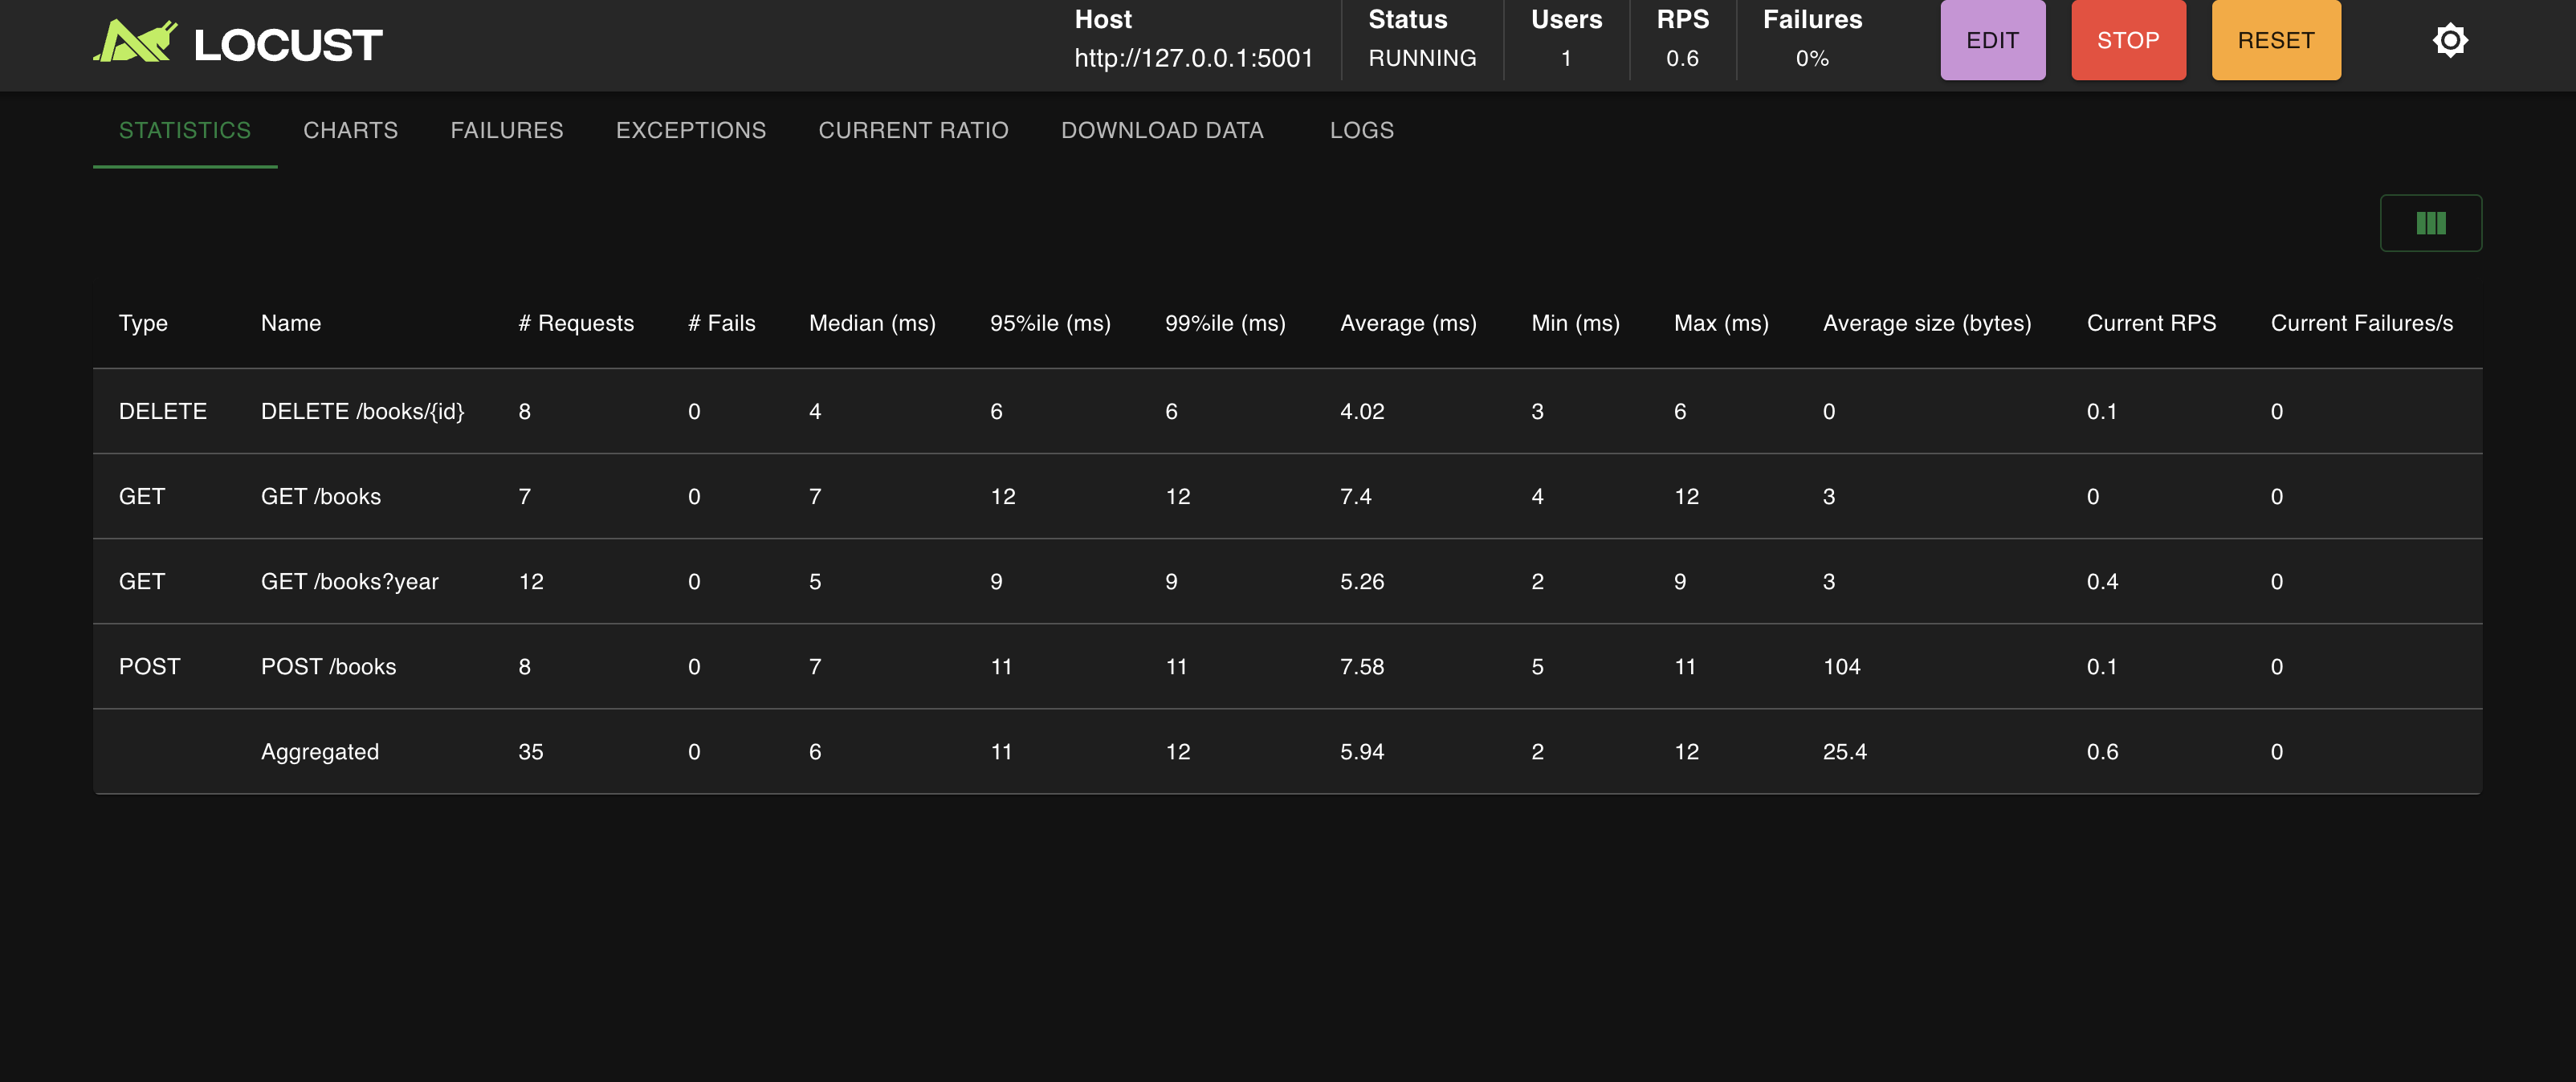 LOCUST
Host Status Users RPS Failures
http://127.0.0.1:5001 RUNNING 1 0.6 0%
EDIT STOP RESET
STATISTICS CHARTS FAILURES EXCEPTIONS CURRENT RATIO DOWNLOAD DATA LOGS
Type Name # Requests # Fails Median (ms) 95%ile (ms) 99%ile (ms) Average (ms) Min (ms) Max (ms) Average size (bytes) Current RPS Current Failures/s
DELETE DELETE /books/{id} 8 0 4 6 6 4.02 3 6 0 0.1 0
GET GET /books 7 0 7 12 12 7.4 4 12 3 0 0
GET GET /books?year 12 0 5 9 9 5.26 2 9 3 0.4 0
POST POST /books 8 0 7 11 11 7.58 5 11 104 0.1 0
Aggregated 35 0 6 11 12 5.94 2 12 25.4 0.6 0